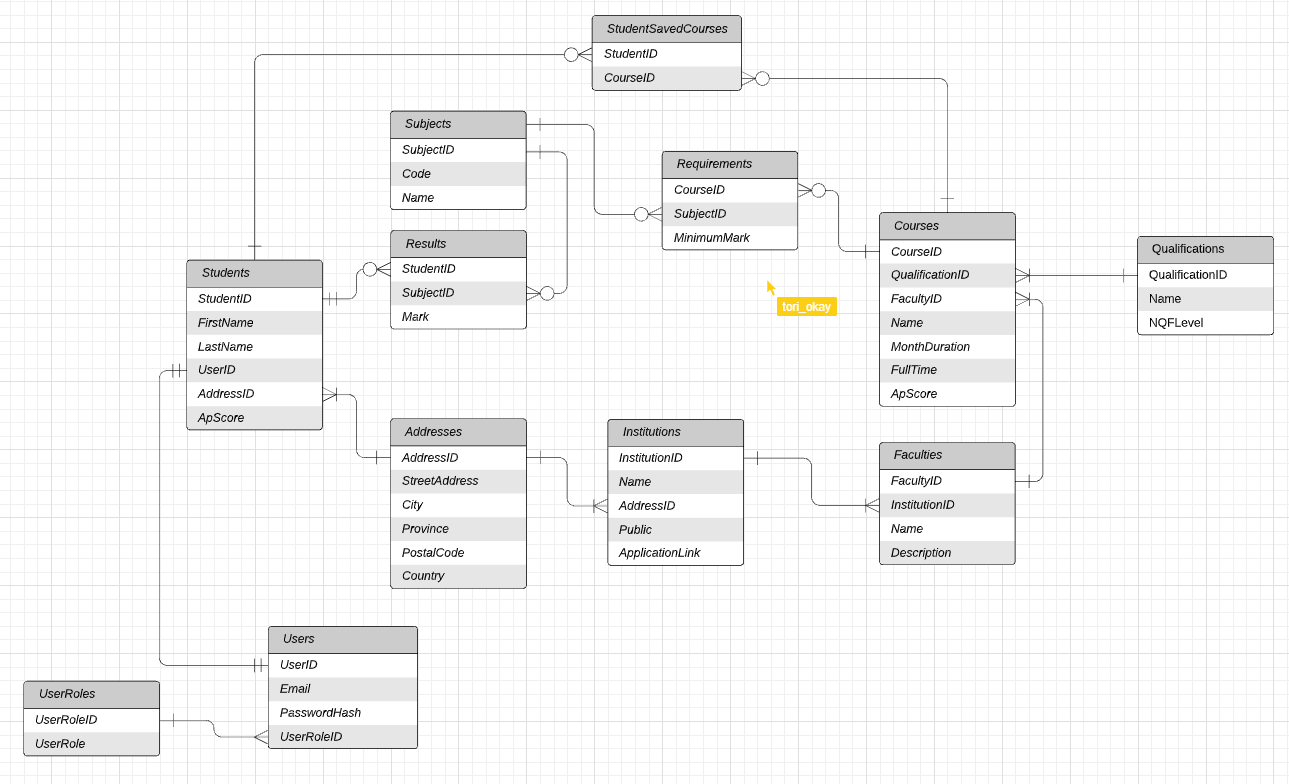 StudentSavedCourses
StudentID
CourseID
Subjects
SubjectID
Code
Name
Requirements
CourseID
SubjectID
MinimumMark
Results
StudentID
SubjectID
Mark
Students
StudentID
FirstName
LastName
UserID
AddressID
ApScore
tori_okay
Courses
CourseID
QualificationID
FacultyID
Name
MonthDuration
FullTime
ApScore
Qualifications
QualificationID
Name
NQFLevel
Addresses
AddressID
StreetAddress
City
Province
PostalCode
Country
Institutions
InstitutionID
Name
AddressID
Public
ApplicationLink
Faculties
FacultyID
InstitutionID
Name
Description
Users
UserID
Email
PasswordHash
UserRoleID
UserRoles
UserRoleID
UserRole